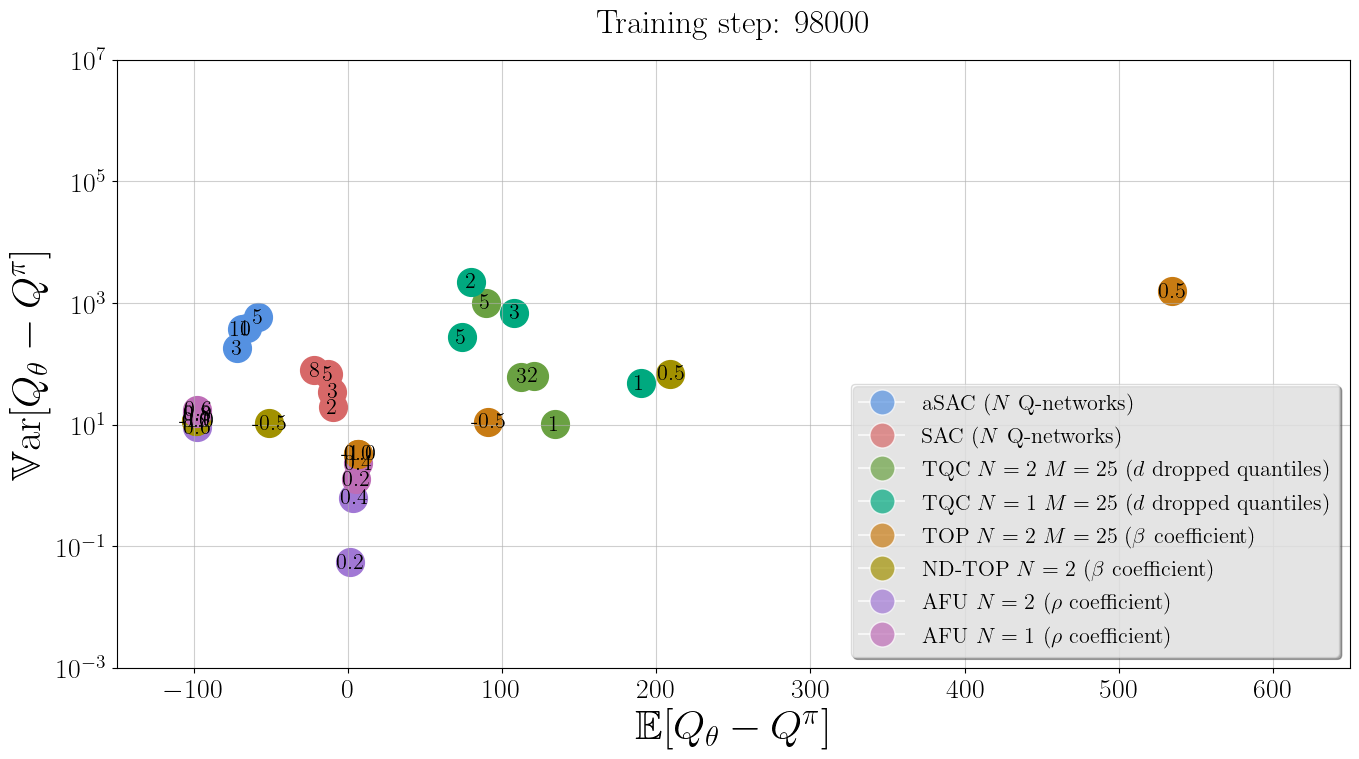 Training step: 98000
10^7
10^5
10^3
10^1
10^{-1}
10^{-3}
𝕍ar[Q_θ − Q^π]
2
5
3
5
5
10
3
0.5
8
5
3
2
32
1
0.5
0.6
-0.5
-0.5
1
0.4
0.2
0.4
0.2
aSAC (N Q-networks)
SAC (N Q-networks)
TQC N = 2 M = 25 (d dropped quantiles)
TQC N = 1 M = 25 (d dropped quantiles)
TOP N = 2 M = 25 (β coefficient)
ND-TOP N = 2 (β coefficient)
AFU N = 2 (ρ coefficient)
AFU N = 1 (ρ coefficient)
−100 0 100 200 300 400 500 600
𝔼[Q_θ − Q^π]